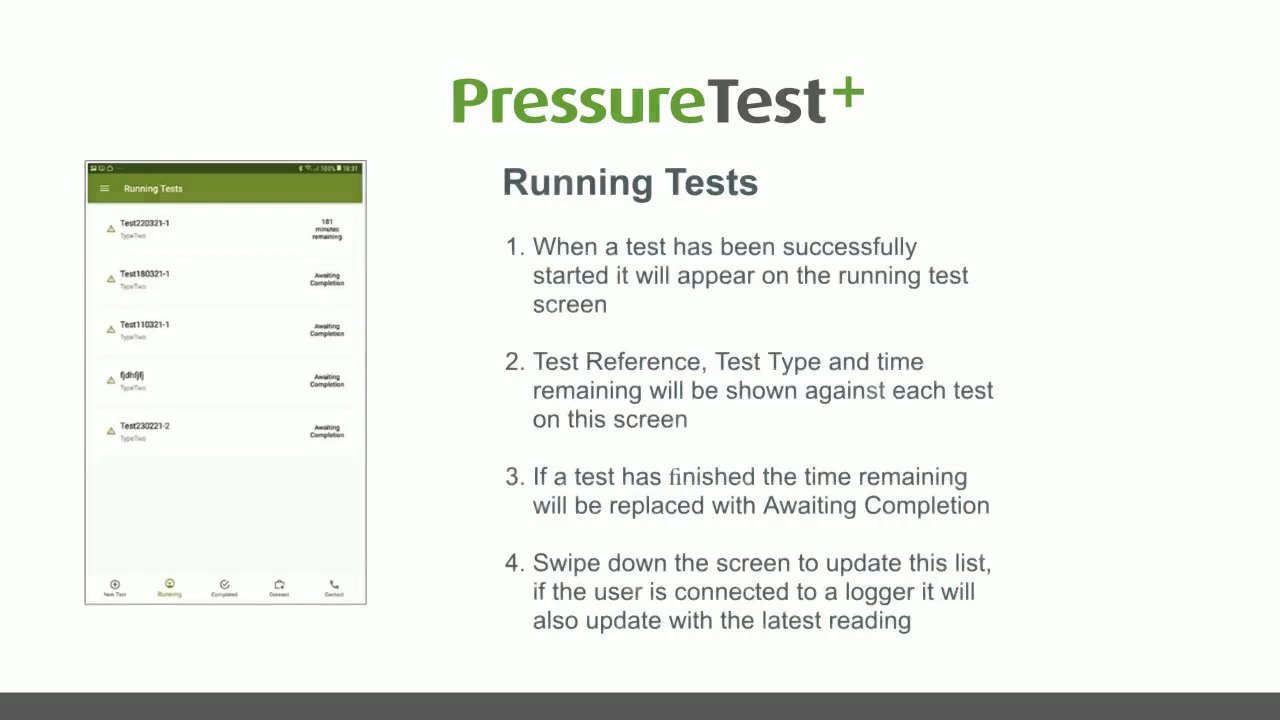 PressureTest+
18:31
100%
Running Tests
Test220321-1
TypeTwo
181
minutes
remaining
Test180321-1
TypeTwo
Awaiting
Completion
Test110321-1
TypeTwo
Awaiting
Completion
fjdhfjfj
TypeTwo
Awaiting
Completion
Test230221-2
TypeTwo
Awaiting
Completion
New Test
Running
Completed
Connect
Contact
Running Tests
1. When a test has been successfully
started it will appear on the running test
screen
2. Test Reference, Test Type and time
remaining will be shown against each test
on this screen
3. If a test has finished the time remaining
will be replaced with Awaiting Completion
4. Swipe down the screen to update this list,
if the user is connected to a logger it will
also update with the latest reading